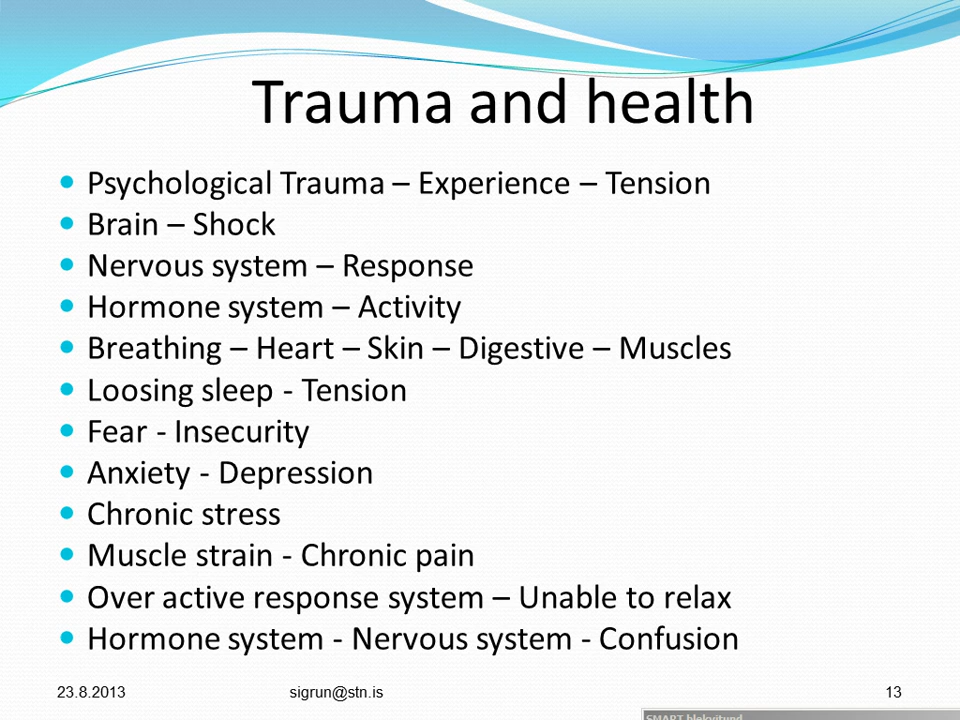 Trauma and health
Psychological Trauma – Experience – Tension
Brain – Shock
Nervous system – Response
Hormone system – Activity
Breathing – Heart – Skin – Digestive – Muscles
Loosing sleep - Tension
Fear - Insecurity
Anxiety - Depression
Chronic stress
Muscle strain - Chronic pain
Over active response system – Unable to relax
Hormone system - Nervous system - Confusion
23.8.2013 sigrun@stn.is 13
SMART blekvitund